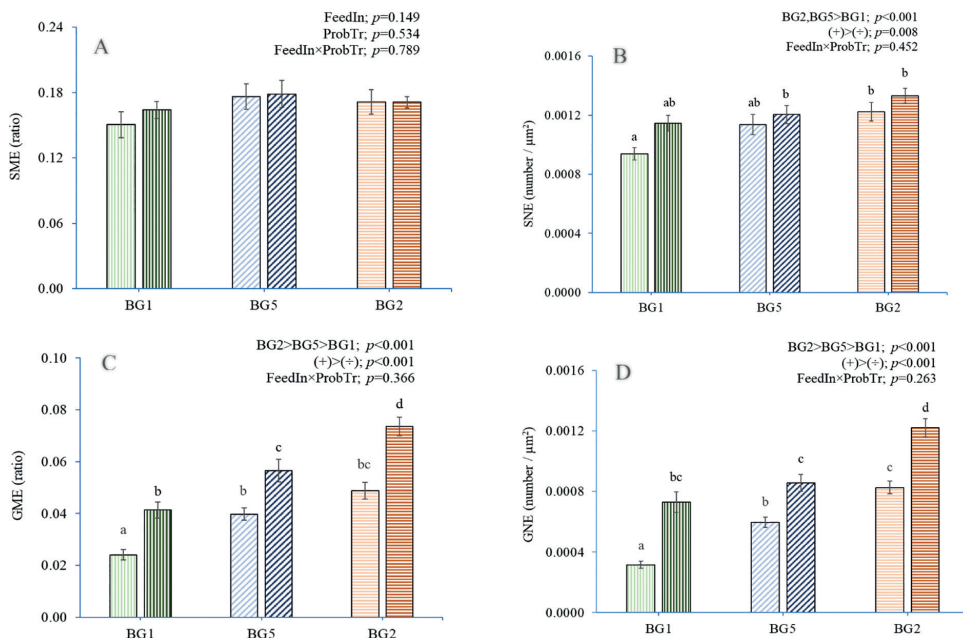 A
FeedIn; p=0.149
ProbTr; p=0.534
FeedIn×ProbTr; p=0.789
SME (ratio)
0.24
0.18
0.12
0.06
0.00
BG1 BG5 BG2
B
BG2,BG5>BG1; p<0.001
(+)>(÷); p=0.008
FeedIn×ProbTr; p=0.452
SNE (number / µm²)
0.0016
0.0012
0.0008
0.0004
0.0000
a ab ab b b b
BG1 BG5 BG2
C
BG2>BG5>BG1; p<0.001
(+)>(÷); p<0.001
FeedIn×ProbTr; p=0.366
GME (ratio)
0.10
0.08
0.06
0.04
0.02
0.00
a b b c bc d
BG1 BG5 BG2
D
BG2>BG5>BG1; p<0.001
(+)>(÷); p<0.001
FeedIn×ProbTr; p=0.263
GNE (number / µm²)
0.0016
0.0012
0.0008
0.0004
0.0000
a bc b c c d
BG1 BG5 BG2